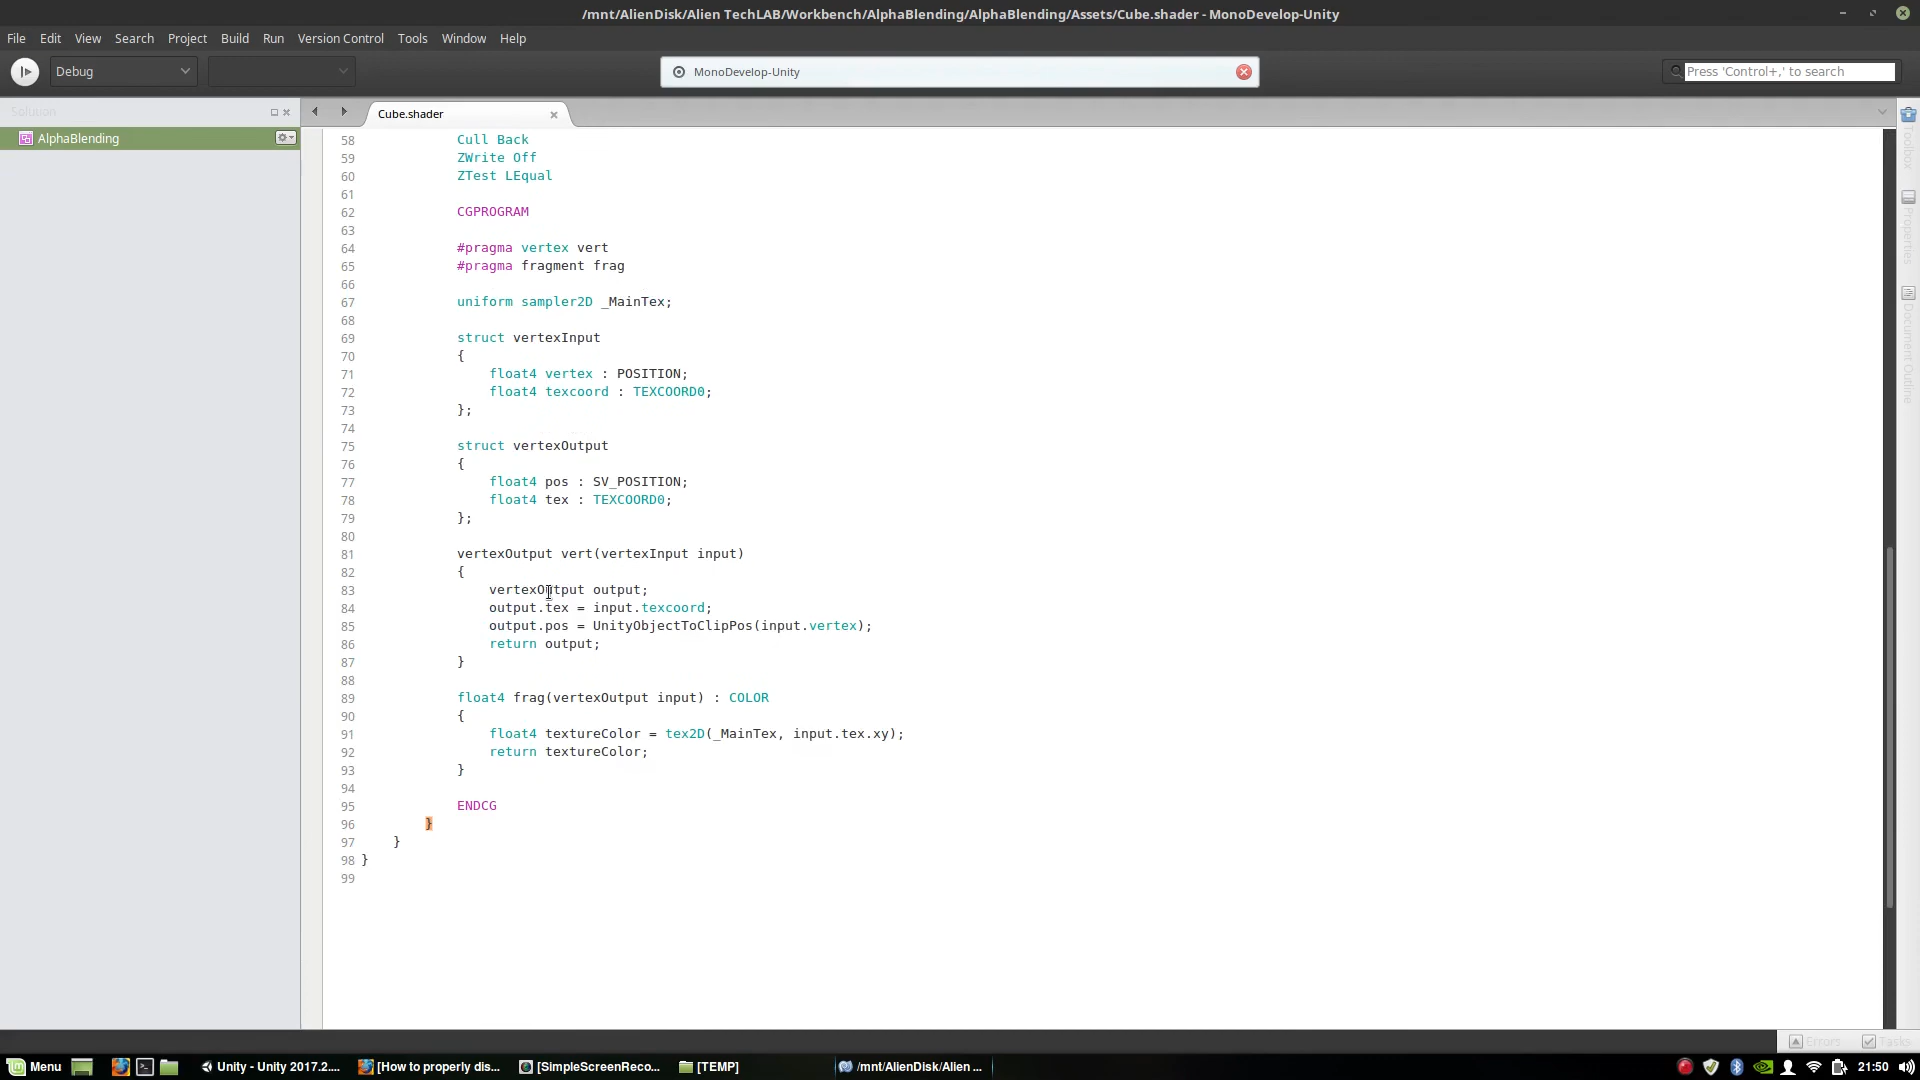 /mnt/AlienDisk/Alien TechLAB/Workbench/AlphaBlending/AlphaBlending/Assets/Cube.shader - MonoDevelop-Unity
File Edit View Search Project Build Run Version Control Tools Window Help
Debug
MonoDevelop-Unity
Press 'Control+,' to search
Solution
Cube.shader
AlphaBlending
58 Cull Back
59 ZWrite Off
60 ZTest LEqual
61
62 CGPROGRAM
63
64 #pragma vertex vert
65 #pragma fragment frag
66
67 uniform sampler2D _MainTex;
68
69 struct vertexInput
70 {
71 float4 vertex : POSITION;
72 float4 texcoord : TEXCOORD0;
73 };
74
75 struct vertexOutput
76 {
77 float4 pos : SV_POSITION;
78 float4 tex : TEXCOORD0;
79 };
80
81 vertexOutput vert(vertexInput input)
82 {
83 vertexOutput output;
84 output.tex = input.texcoord;
85 output.pos = UnityObjectToClipPos(input.vertex);
86 return output;
87 }
88
89 float4 frag(vertexOutput input) : COLOR
90 {
91 float4 textureColor = tex2D(_MainTex, input.tex.xy);
92 return textureColor;
93 }
94
95 ENDCG
96 }
97 }
98 }
99
Toolbox
Properties
Document Outline
Errors
Tasks
Menu
Unity - Unity 2017.2....
[How to properly dis...
[SimpleScreenReco...
[TEMP]
/mnt/AlienDisk/Alien ...
21:50